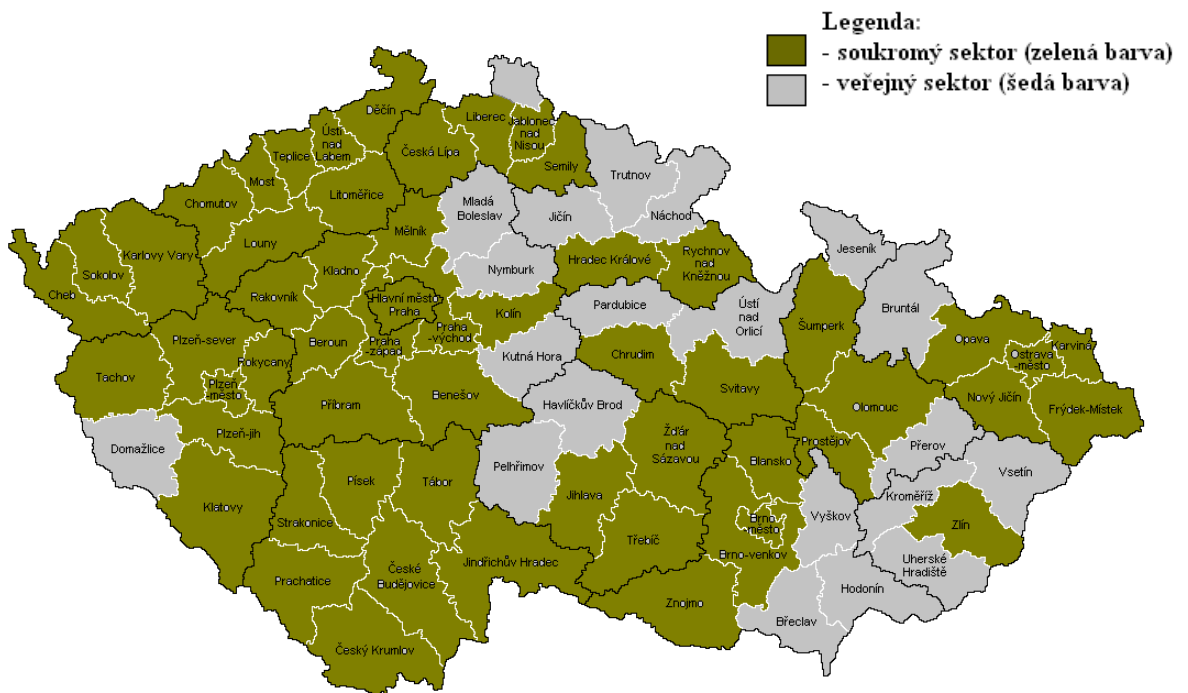 Legenda:
- soukromý sektor (zelená barva)
- veřejný sektor (šedá barva)
Děčín
Ústí
nad
Labem
Teplice
Most
Chomutov
Litoměřice
Louny
Česká Lípa
Liberec
Jablonec
nad
Nisou
Semily
Trutnov
Náchod
Jičín
Mladá
Boleslav
Mělník
Nymburk
Hradec Králové
Rychnov
nad
Kněžnou
Karlovy Vary
Sokolov
Cheb
Kladno
Rakovník
Hlavní město
Praha
Praha
-východ
Praha
-západ
Beroun
Kolín
Kutná Hora
Pardubice
Ústí
nad
Orlicí
Chrudim
Svitavy
Šumperk
Jeseník
Bruntál
Opava
Ostrava
-město
Karviná
Nový Jičín
Frýdek-Místek
Plzeň-sever
Rokycany
Plzeň
-město
Tachov
Plzeň-jih
Domažlice
Klatovy
Příbram
Benešov
Havlíčkův Brod
Pelhřimov
Žďár
nad
Sázavou
Jihlava
Třebíč
Blansko
Prostějov
Olomouc
Přerov
Vsetín
Kroměříž
Zlín
Uherské
Hradiště
Hodonín
Břeclav
Vyškov
Brno
-město
Brno-venkov
Znojmo
Písek
Tábor
Strakonice
Prachatice
České
Budějovice
Jindřichův Hradec
Český Krumlov